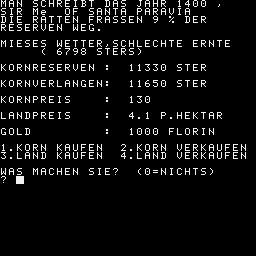 MAN SCHREIBT DAS JAHR 1400 ,
SIR Me  OF SANTA PARAVIA
DIE RATTEN FRASSEN 9 % DER
RESERVEN WEG.
MIESES WETTER,SCHLECHTE ERNTE
( 6798 STERS)
KORNRESERVEN : 11330 STER
KORNVERLANGEN: 11650 STER
KORNPREIS : 130
LANDPREIS : 4.1 P.HEKTAR
GOLD : 1000 FLORIN
1.KORN KAUFEN 2.KORN VERKAUFEN
3.LAND KAUFEN 4.LAND VERKAUFEN
WAS MACHEN SIE? (0=NICHTS)
?